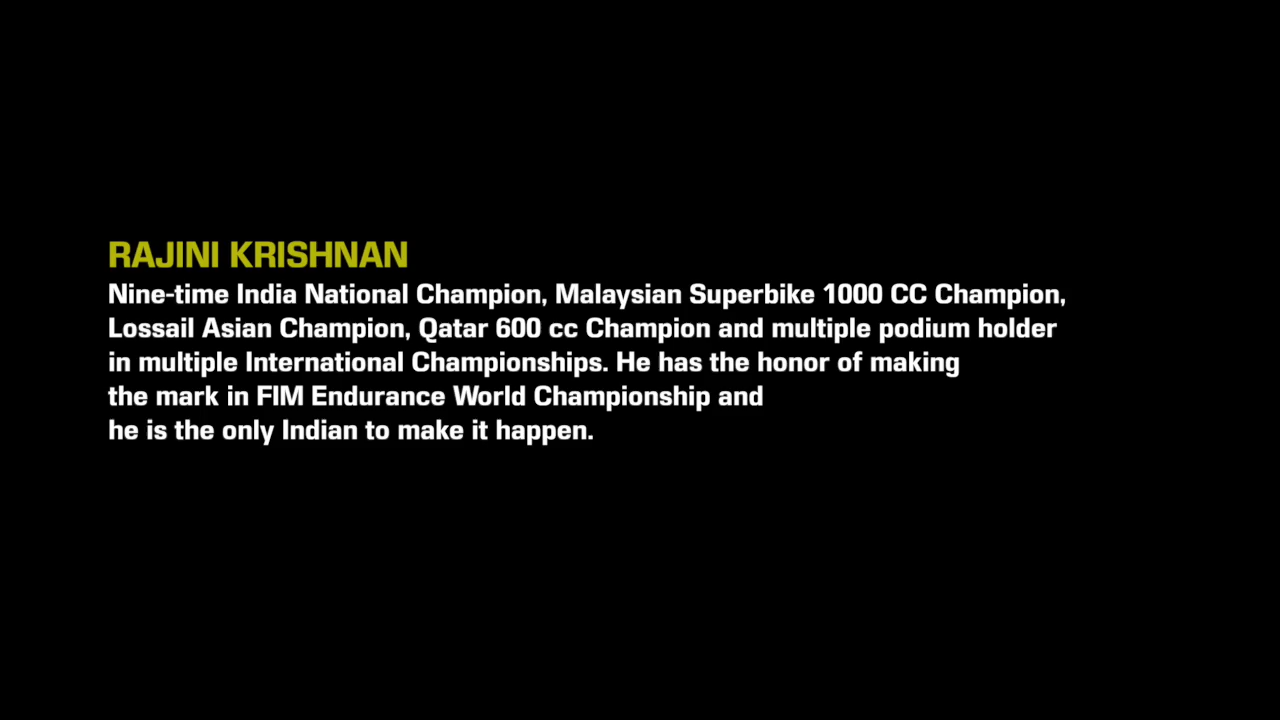 RAJINI KRISHNAN
Nine-time India National Champion, Malaysian Superbike 1000 CC Champion,
Lossail Asian Champion, Qatar 600 cc Champion and multiple podium holder
in multiple International Championships. He has the honor of making
the mark in FIM Endurance World Championship and
he is the only Indian to make it happen.